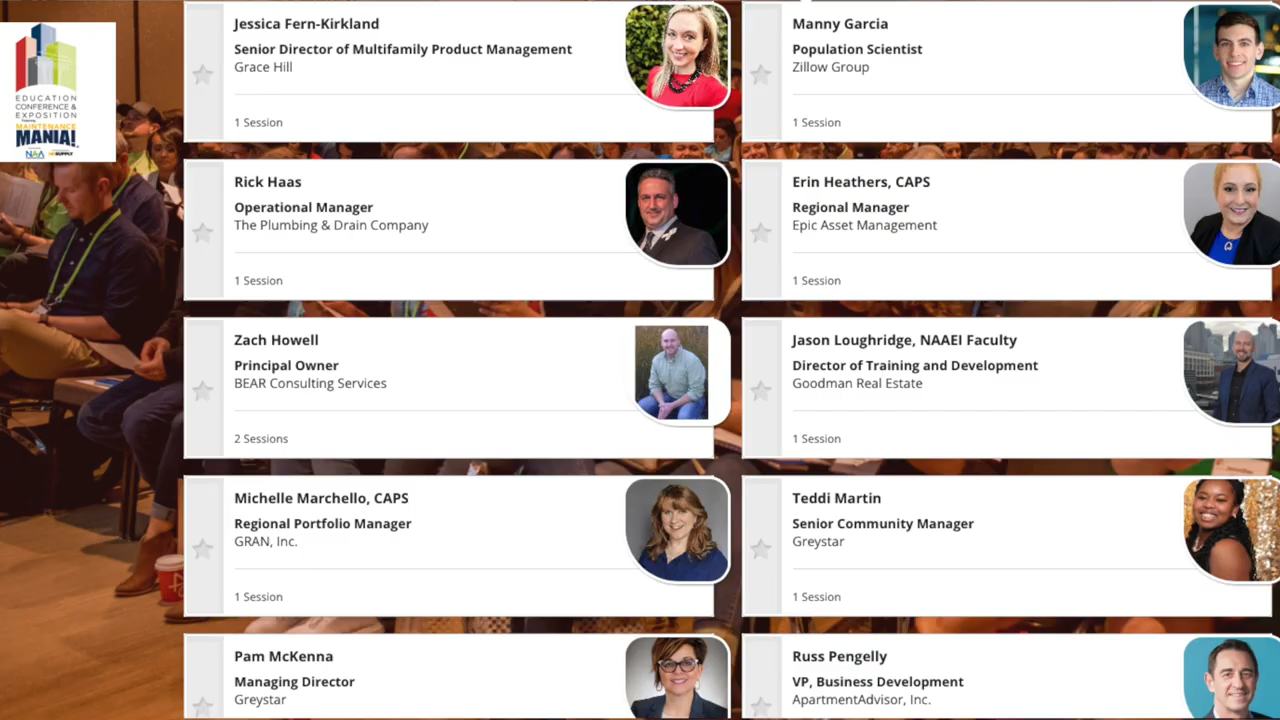 EDUCATION
CONFERENCE &
EXPOSITION
MAINTENANCE
MANIA!
NAA
HD SUPPLY
Jessica Fern-Kirkland
Senior Director of Multifamily Product Management
Grace Hill
1 Session
Manny Garcia
Population Scientist
Zillow Group
1 Session
Rick Haas
Operational Manager
The Plumbing & Drain Company
1 Session
Erin Heathers, CAPS
Regional Manager
Epic Asset Management
1 Session
Zach Howell
Principal Owner
BEAR Consulting Services
2 Sessions
Jason Loughridge, NAAEI Faculty
Director of Training and Development
Goodman Real Estate
1 Session
Michelle Marchello, CAPS
Regional Portfolio Manager
GRAN, Inc.
1 Session
Teddi Martin
Senior Community Manager
Greystar
1 Session
Pam McKenna
Managing Director
Greystar
Russ Pengelly
VP, Business Development
ApartmentAdvisor, Inc.